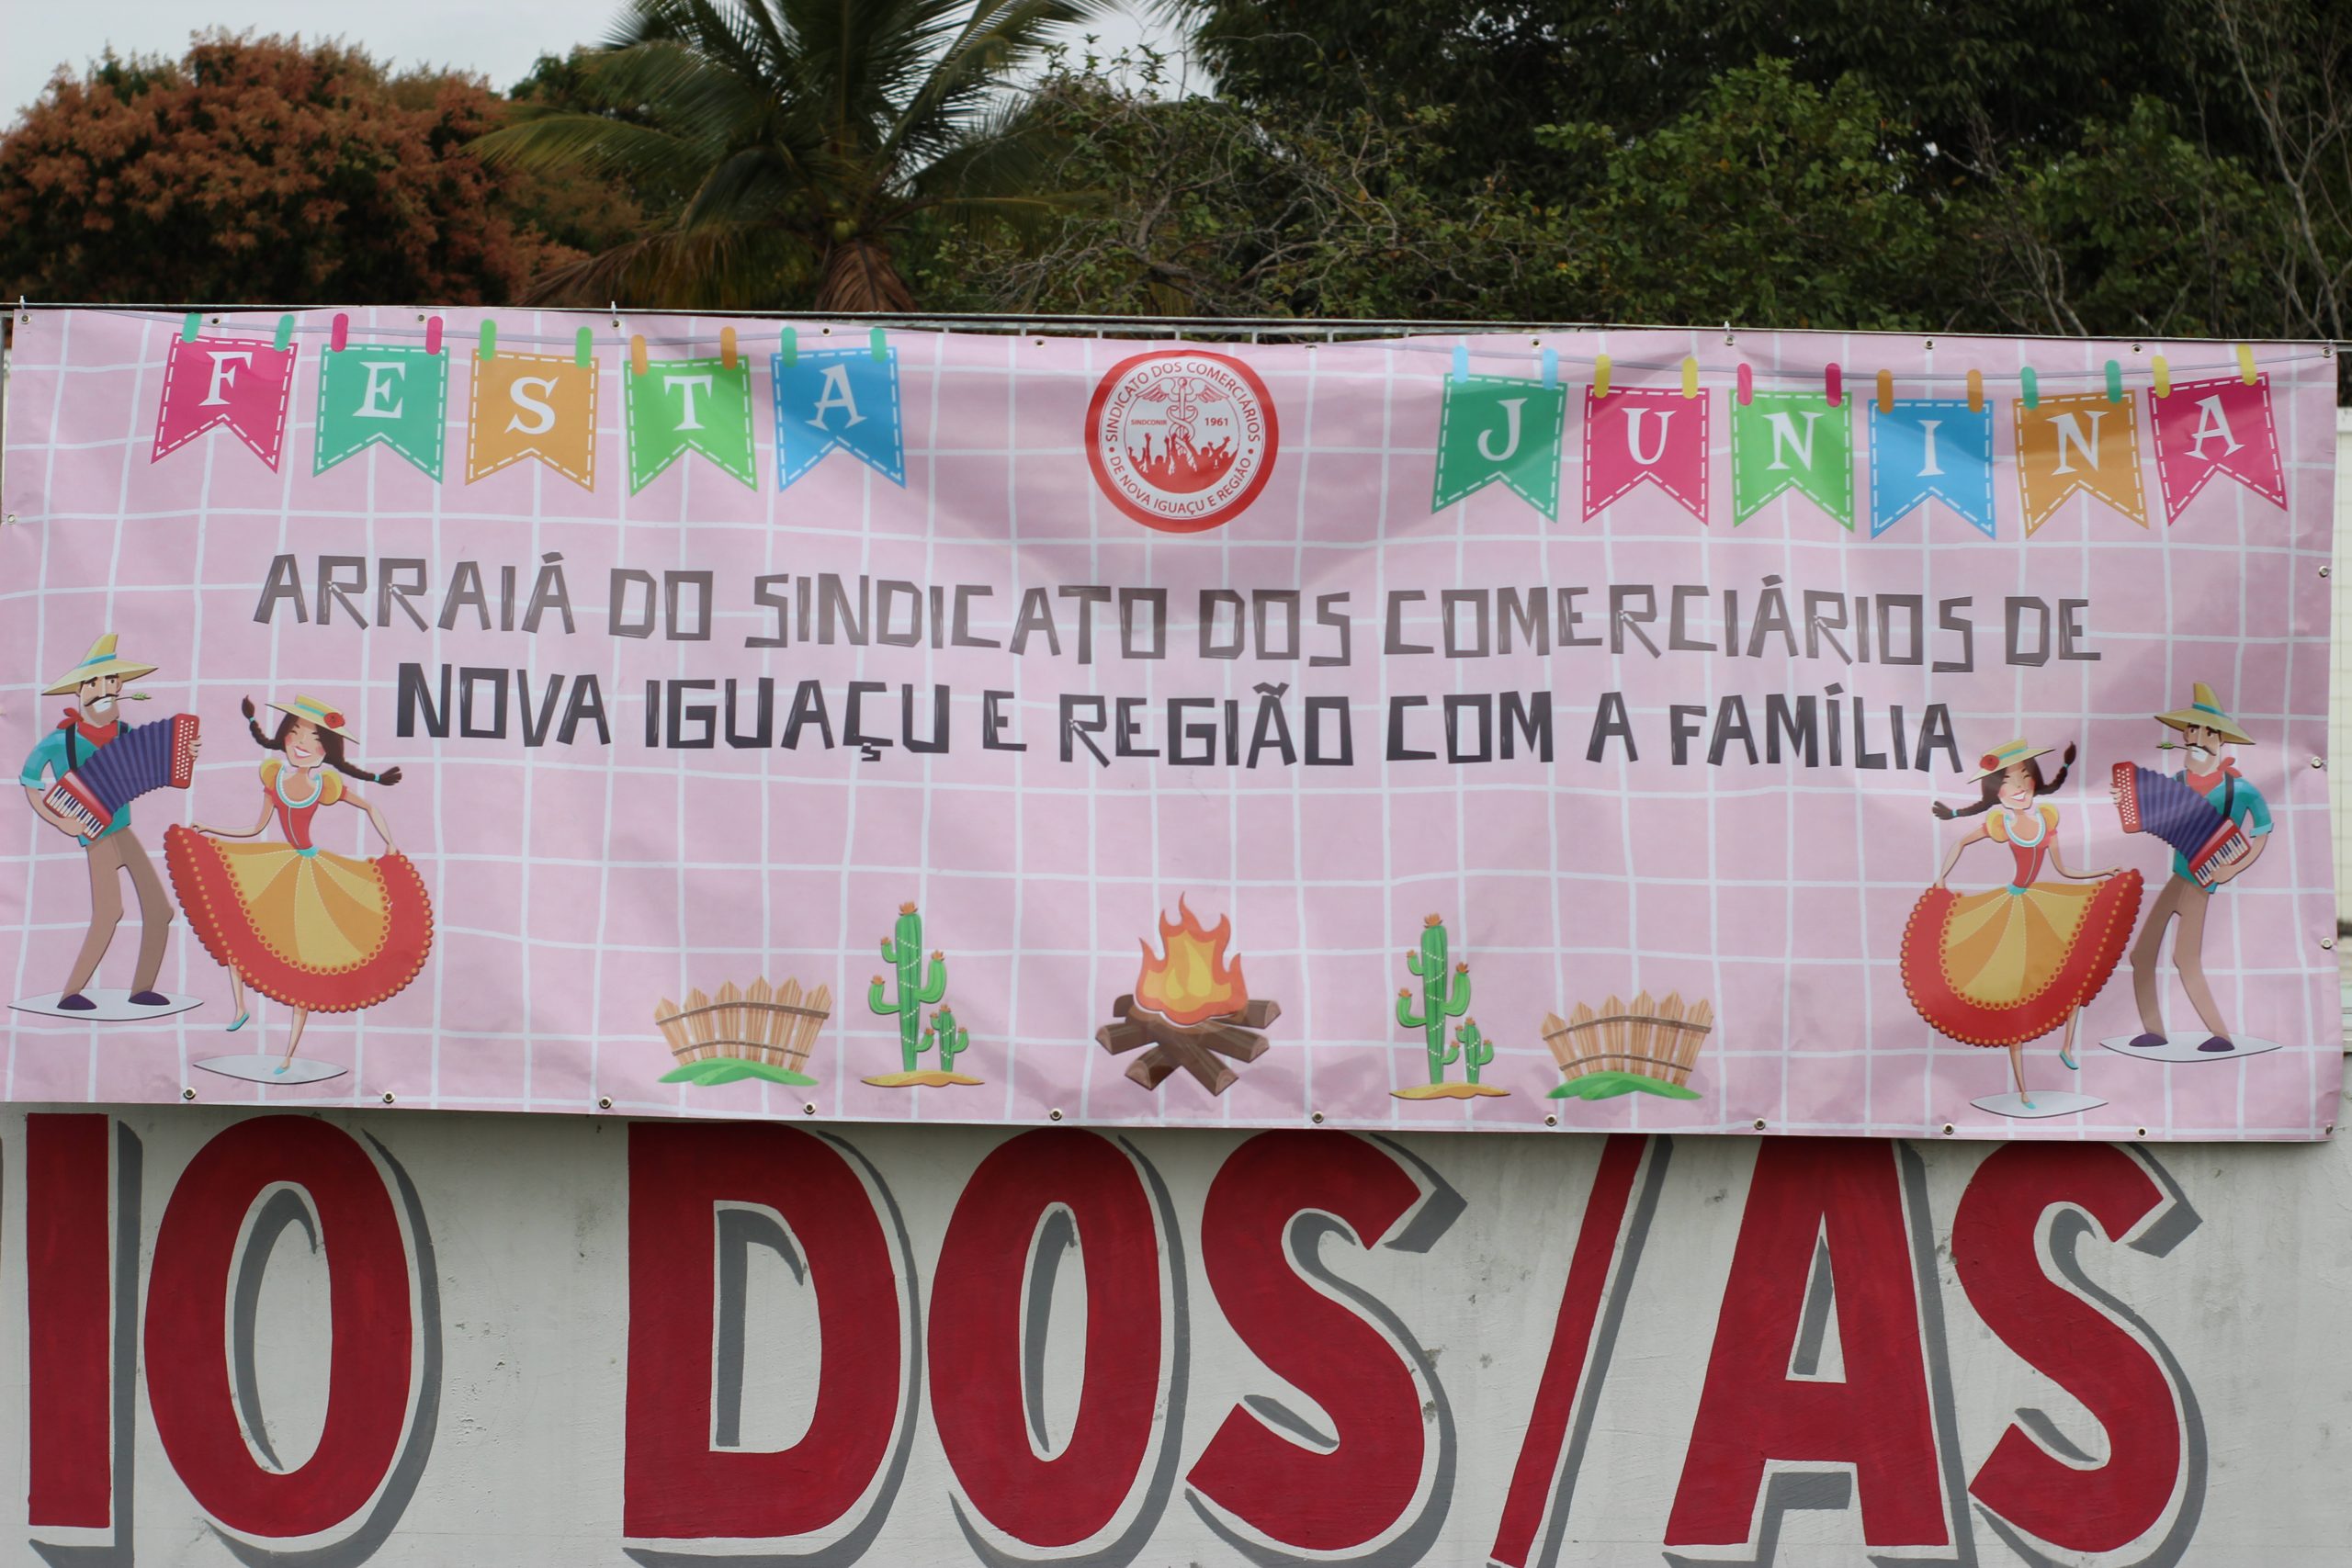 FESTA JUNINA
SINDICATO DOS COMERCIÁRIOS
SINDCONIR 1961
DE NOVA IGUAÇU E REGIÃO
ARRAIÁ DO SINDICATO DOS COMERCIÁRIOS DE
NOVA IGUAÇU E REGIÃO COM A FAMÍLIA
IO DOS/AS